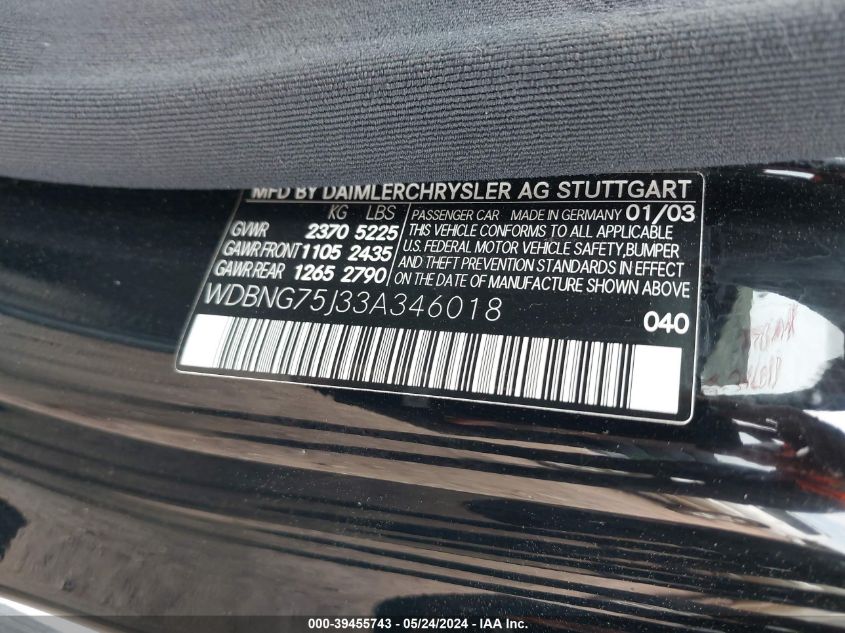 MFD BY DAIMLERCHRYSLER AG STUTTGART
KG LBS
GVWR 2370 5225
GAWR FRONT 1105 2435
GAWR REAR 1265 2790
PASSENGER CAR MADE IN GERMANY 01/03
THIS VEHICLE CONFORMS TO ALL APPLICABLE
U.S. FEDERAL MOTOR VEHICLE SAFETY,BUMPER
AND THEFT PREVENTION STANDARDS IN EFFECT
ON THE DATE OF MANUFACTURE SHOWN ABOVE
WDBNG75J33A346018
040
000-39455743 - 05/24/2024 - IAAI, Inc.